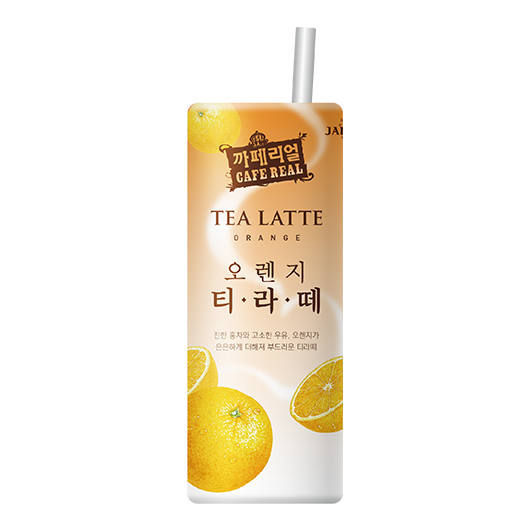 까페리얼
CAFE REAL
TEA LATTE
ORANGE
오렌지
티·라·떼
진한 홍차와 고소한 우유, 오렌지가
은은하게 더해져 부드러운 티라떼